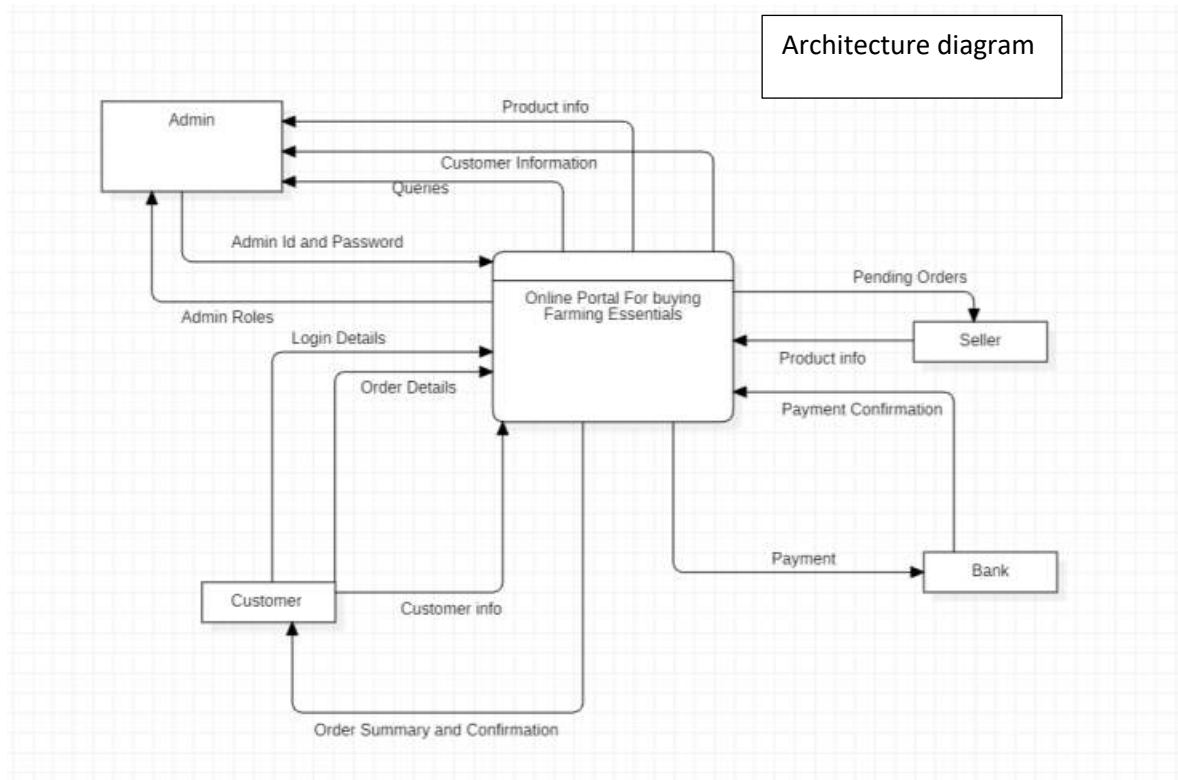 Architecture diagram
Admin
Product info
Customer Information
Queries
Admin Id and Password
Admin Roles
Online Portal For buying
Farming Essentials
Pending Orders
Seller
Product info
Login Details
Order Details
Payment Confirmation
Payment
Bank
Customer
Customer info
Order Summary and Confirmation